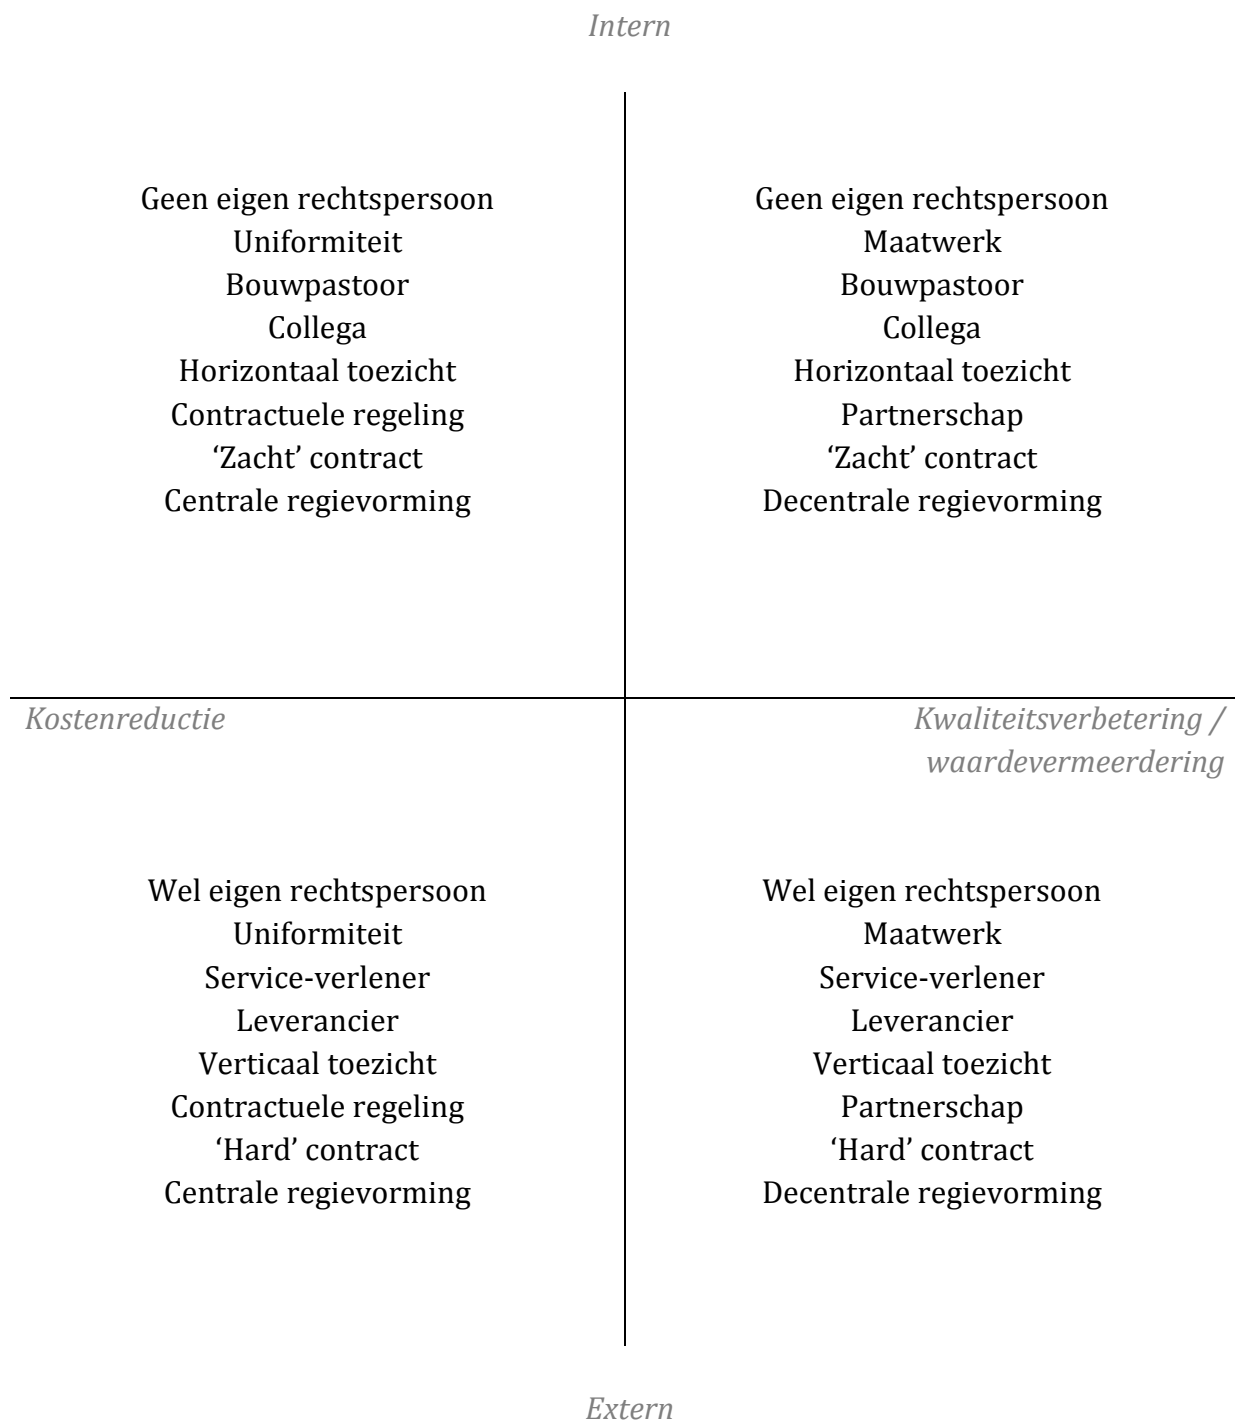 Intern
Geen eigen rechtspersoon
Uniformiteit
Bouwpastoor
Collega
Horizontaal toezicht
Contractuele regeling
‘Zacht’ contract
Centrale regievorming
Geen eigen rechtspersoon
Maatwerk
Bouwpastoor
Collega
Horizontaal toezicht
Partnerschap
‘Zacht’ contract
Decentrale regievorming
Kostenreductie
Kwaliteitsverbetering /
waardevermeerdering
Wel eigen rechtspersoon
Uniformiteit
Service-verlener
Leverancier
Verticaal toezicht
Contractuele regeling
‘Hard’ contract
Centrale regievorming
Wel eigen rechtspersoon
Maatwerk
Service-verlener
Leverancier
Verticaal toezicht
Partnerschap
‘Hard’ contract
Decentrale regievorming
Extern